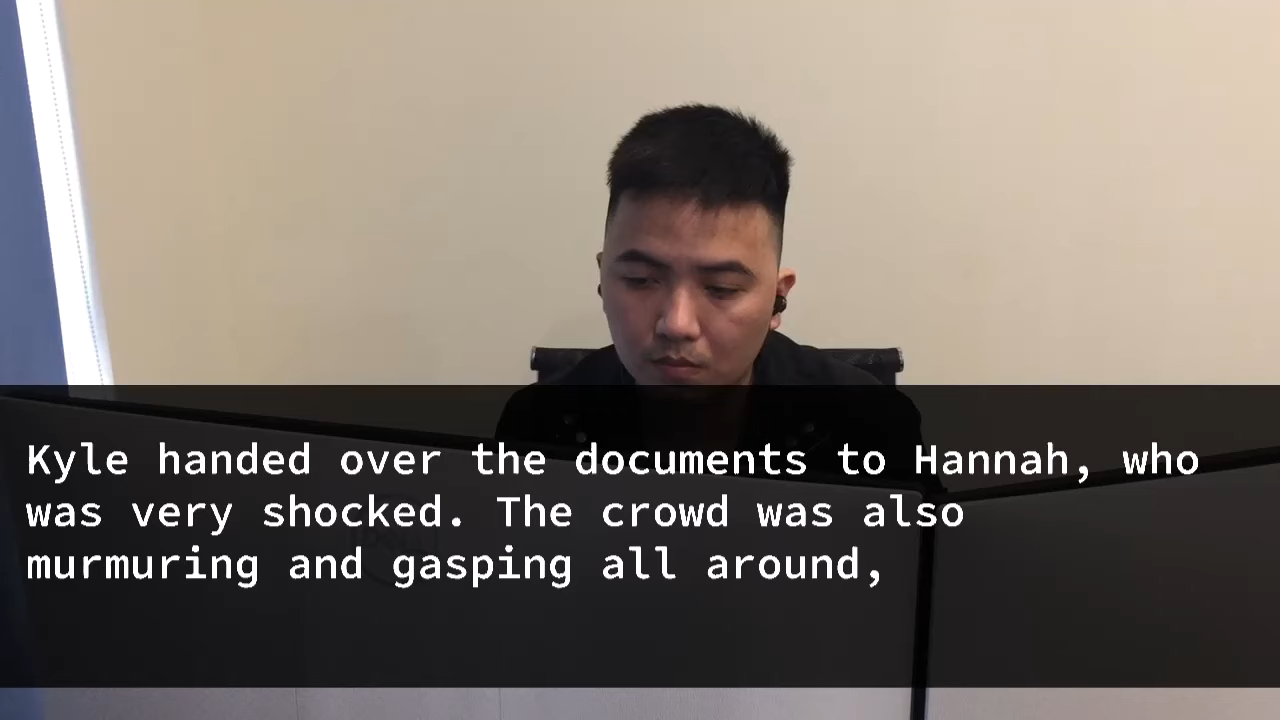 Kyle handed over the documents to Hannah, who
was very shocked. The crowd was also
murmuring and gasping all around,